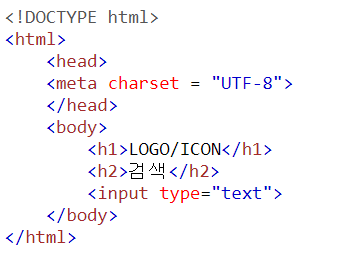 <!DOCTYPE html>
<html>
    <head>
    <meta charset = "UTF-8">
    </head>
    <body>
        <h1>LOGO/ICON</h1>
        <h2>검색</h2>
        <input type="text">
    </body>
</html>